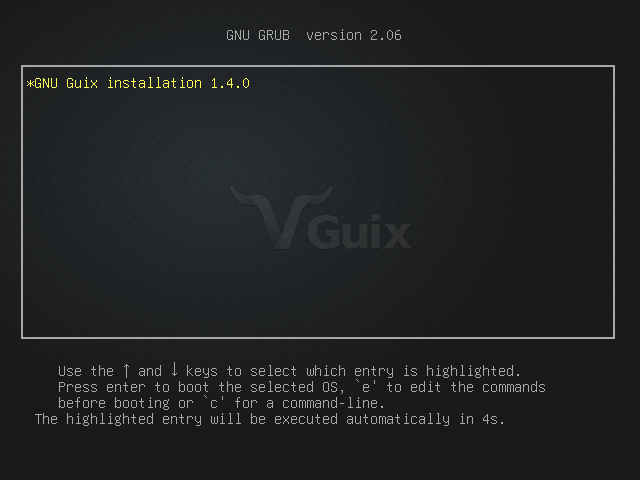 GNU GRUB  version 2.06
*GNU Guix installation 1.4.0
Guix
Use the ↑ and ↓ keys to select which entry is highlighted.
Press enter to boot the selected OS, `e' to edit the commands
before booting or `c' for a command-line.
The highlighted entry will be executed automatically in 4s.